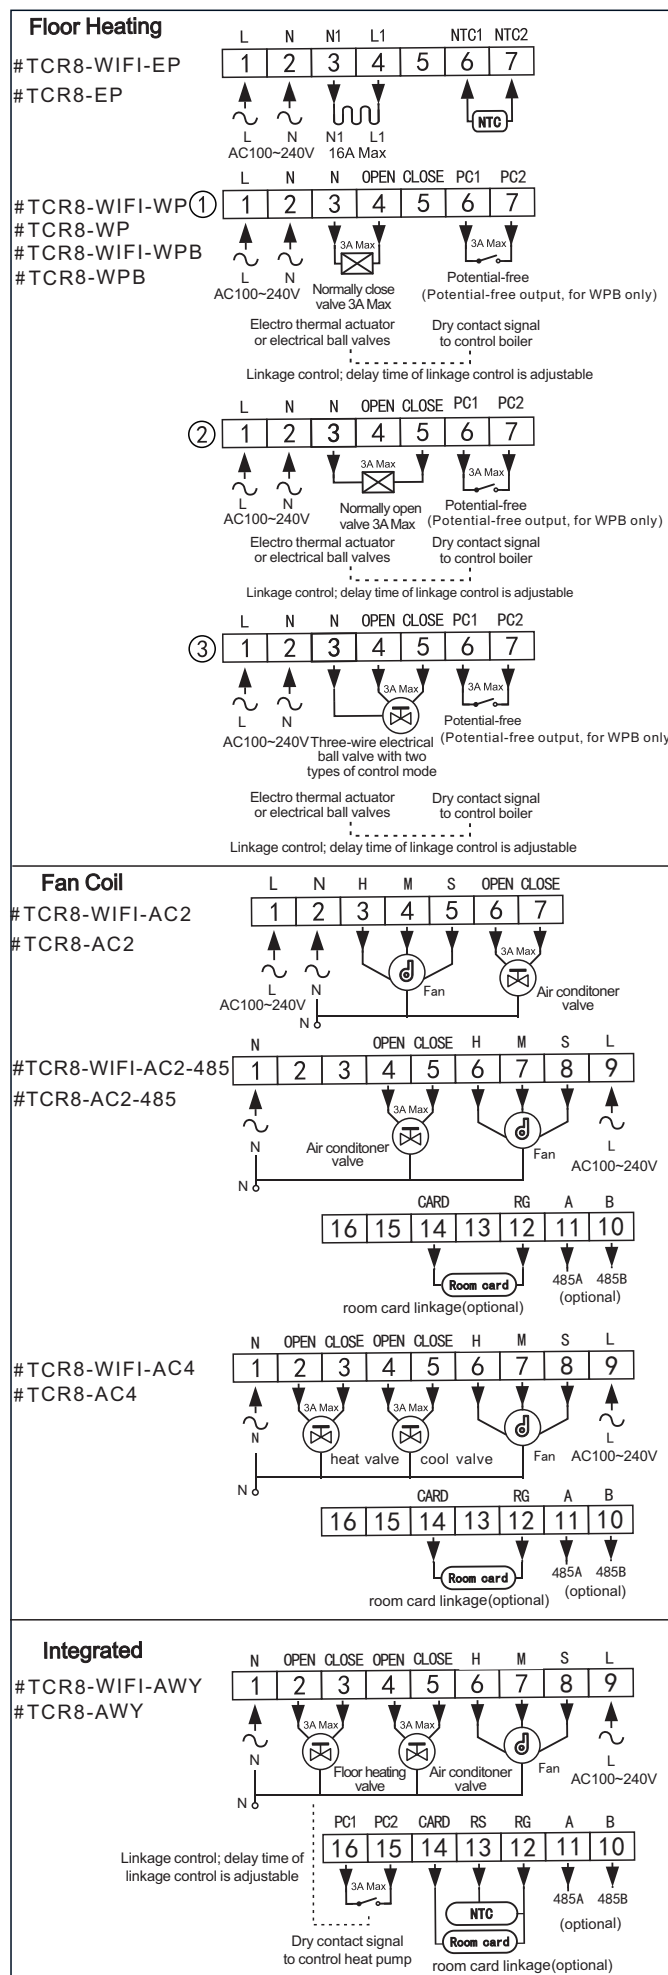 Floor Heating
L N N1 L1 NTC1 NTC2
#TCR8-WIFI-EP
1 2 3 4 5 6 7
#TCR8-EP
NTC
L N N1 L1
AC100~240V 16A Max
L N N OPEN CLOSE PC1 PC2
#TCR8-WIFI-WP ① 1 2 3 4 5 6 7
#TCR8-WP
#TCR8-WIFI-WPB
3A Max 3A Max
#TCR8-WPB
L N Potential-free
AC100~240V Normally close (Potential-free output, for WPB only)
valve 3A Max
Electro thermal actuator Dry contact signal
or electrical ball valves to control boiler
Linkage control; delay time of linkage control is adjustable
L N N OPEN CLOSE PC1 PC2
② 1 2 3 4 5 6 7
3A Max 3A Max
L N Normally open Potential-free
AC100~240V valve 3A Max (Potential-free output, for WPB only)
Electro thermal actuator Dry contact signal
or electrical ball valves to control boiler
Linkage control; delay time of linkage control is adjustable
L N N OPEN CLOSE PC1 PC2
③ 1 2 3 4 5 6 7
3A Max 3A Max
L N Potential-free
AC100~240V Three-wire electrical (Potential-free output, for WPB only
ball valve with two
types of control mode
Electro thermal actuator Dry contact signal
or electrical ball valves to control boiler
Linkage control; delay time of linkage control is adjustable
Fan Coil
L N H M S OPEN CLOSE
#TCR8-WIFI-AC2
1 2 3 4 5 6 7
#TCR8-AC2
3A Max
L N Fan Air conditoner
AC100~240V valve
N
N OPEN CLOSE H M S L
#TCR8-WIFI-AC2-485 1 2 3 4 5 6 7 8 9
#TCR8-AC2-485
3A Max
N Air conditoner Fan L
valve AC100~240V
N
CARD RG A B
16 15 14 13 12 11 10
Room card 485A 485B
room card linkage(optional) (optional)
N OPEN CLOSE OPEN CLOSE H M S L
#TCR8-WIFI-AC4 1 2 3 4 5 6 7 8 9
#TCR8-AC4
3A Max 3A Max
N L
heat valve cool valve Fan AC100~240V
N
CARD RG A B
16 15 14 13 12 11 10
Room card 485A 485B
room card linkage(optional) (optional)
Integrated
N OPEN CLOSE OPEN CLOSE H M S L
#TCR8-WIFI-AWY 1 2 3 4 5 6 7 8 9
#TCR8-AWY
3A Max 3A Max
N Floor heating Air conditoner Fan L
valve valve AC100~240V
N
PC1 PC2 CARD RS RG A B
16 15 14 13 12 11 10
Linkage control; delay time of
linkage control is adjustable
3A Max
NTC 485A 485B
(optional)
Dry contact signal Room card
to control heat pump room card linkage(optional)